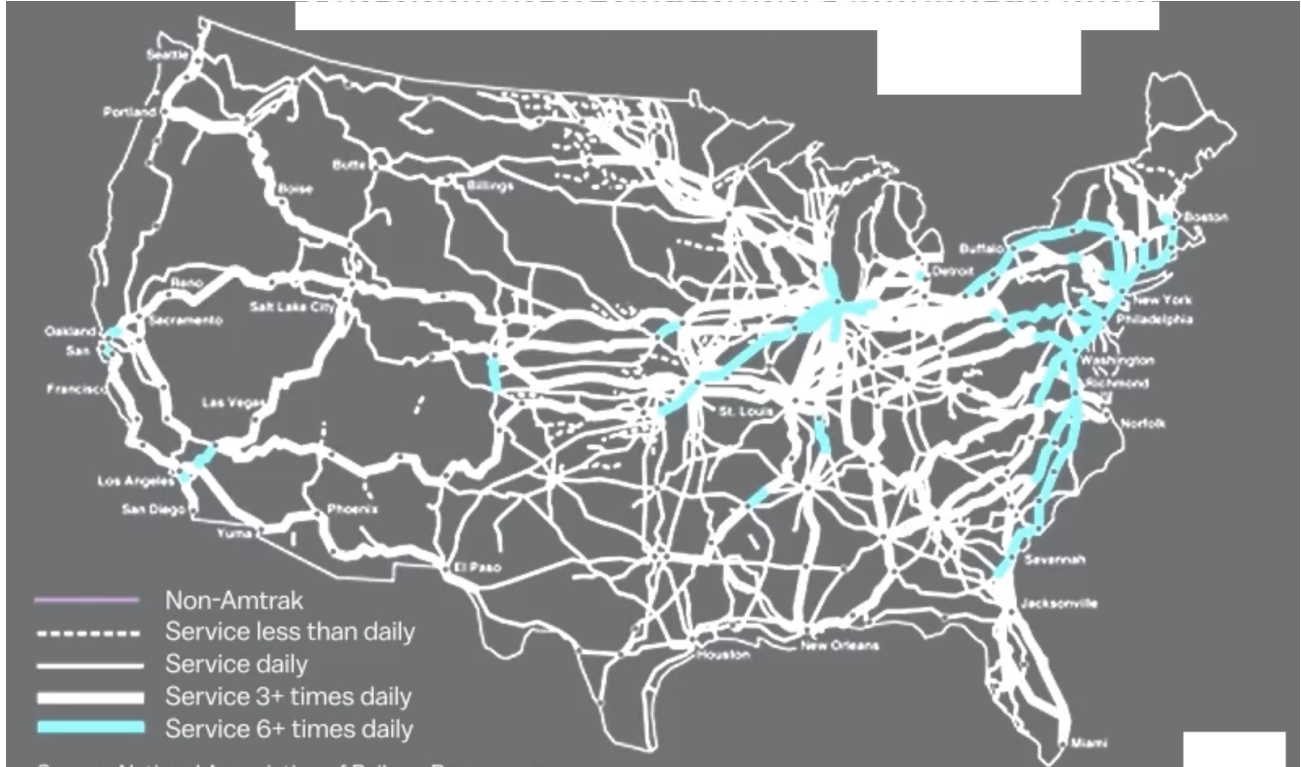 Seattle
Portland
Butte
Billings
Boise
Boston
Buffalo
Detroit
Reno
Salt Lake City
New York
Sacramento
Philadelphia
Oakland
San
Washington
Richmond
Francisco
Las Vegas
St. Louis
Norfolk
Los Angeles
San Diego
Phoenix
Yuma
Savannah
El Paso
Non-Amtrak
Jacksonville
Service less than daily
New Orleans
Houston
Service daily
Service 3+ times daily
Service 6+ times daily
Miami